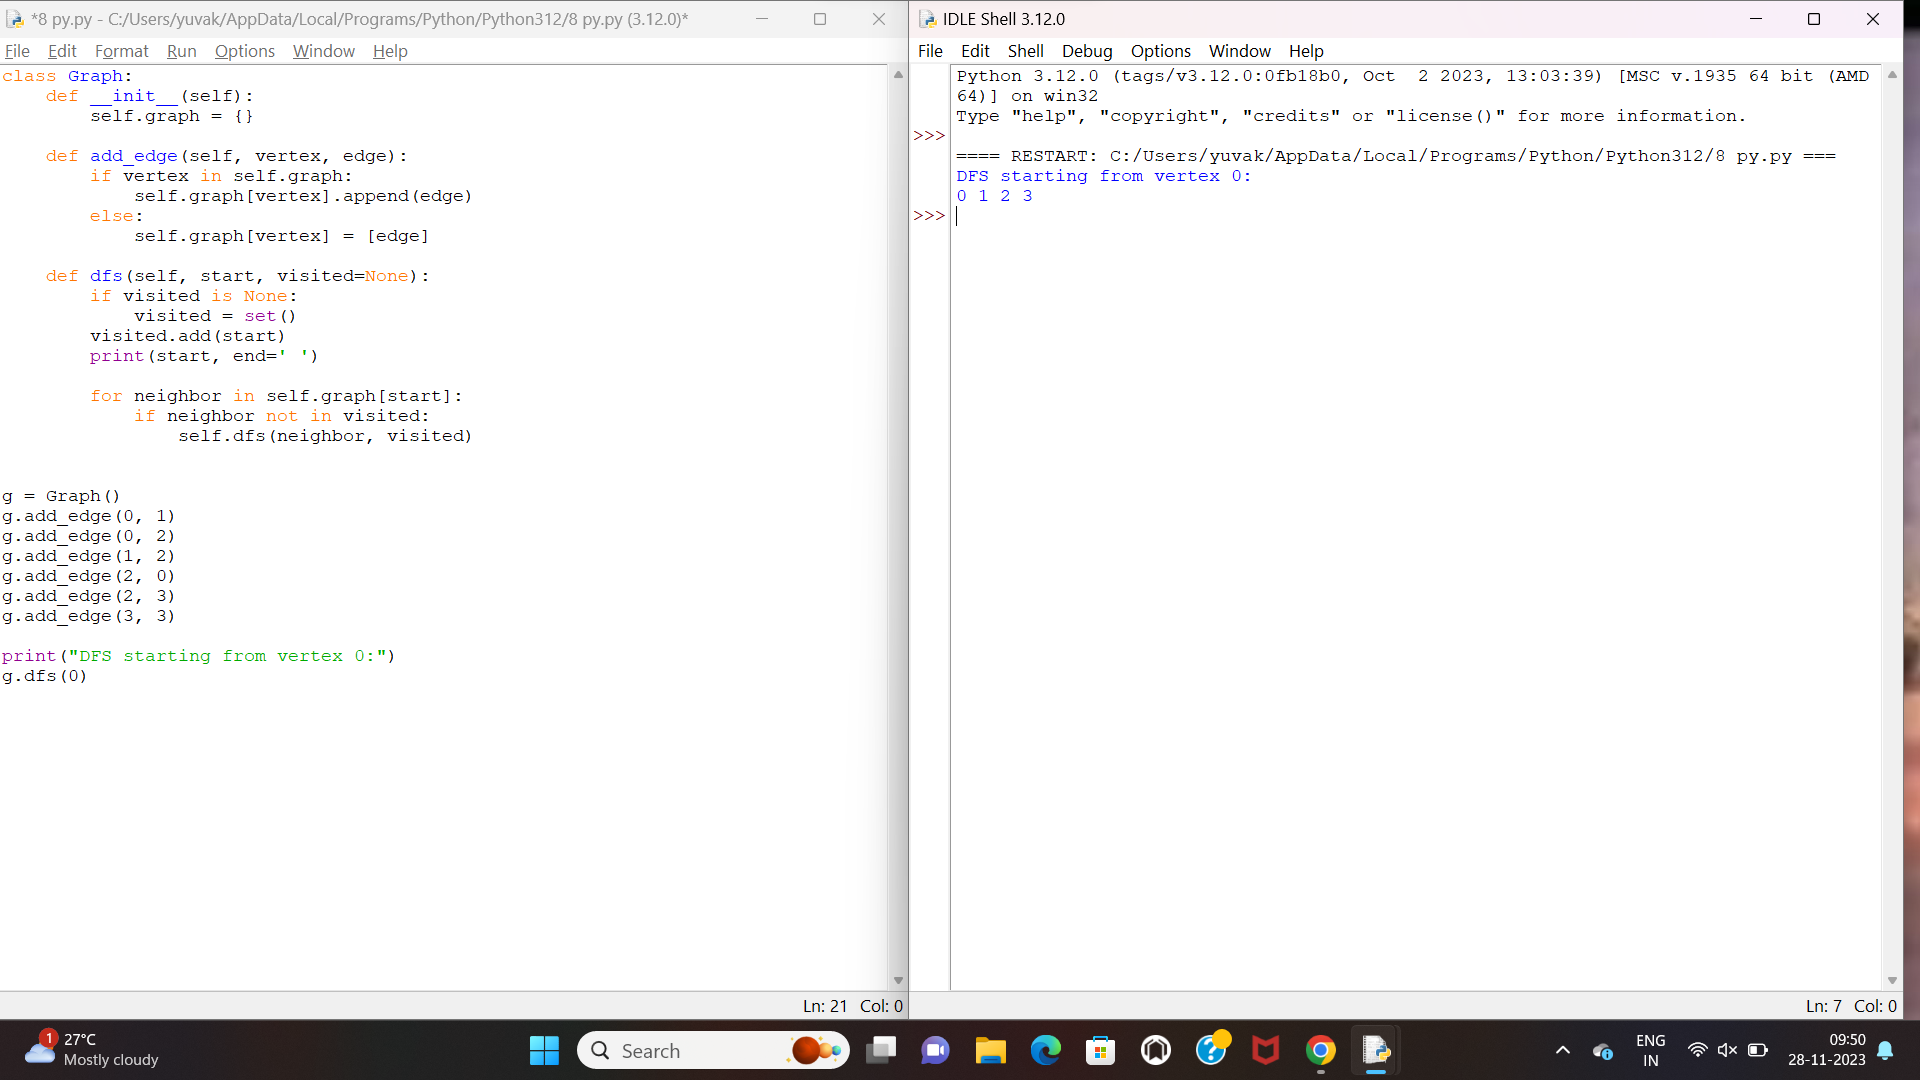 *8 py.py - C:/Users/yuvak/AppData/Local/Programs/Python/Python312/8 py.py (3.12.0)*
File Edit Format Run Options Window Help
class Graph:
    def __init__(self):
        self.graph = {}

    def add_edge(self, vertex, edge):
        if vertex in self.graph:
            self.graph[vertex].append(edge)
        else:
            self.graph[vertex] = [edge]

    def dfs(self, start, visited=None):
        if visited is None:
            visited = set()
        visited.add(start)
        print(start, end=' ')

        for neighbor in self.graph[start]:
            if neighbor not in visited:
                self.dfs(neighbor, visited)


g = Graph()
g.add_edge(0, 1)
g.add_edge(0, 2)
g.add_edge(1, 2)
g.add_edge(2, 0)
g.add_edge(2, 3)
g.add_edge(3, 3)

print("DFS starting from vertex 0:")
g.dfs(0)
Ln: 21 Col: 0
IDLE Shell 3.12.0
File Edit Shell Debug Options Window Help
Python 3.12.0 (tags/v3.12.0:0fb18b0, Oct  2 2023, 13:03:39) [MSC v.1935 64 bit (AMD
64)] on win32
Type "help", "copyright", "credits" or "license()" for more information.
>>>
==== RESTART: C:/Users/yuvak/AppData/Local/Programs/Python/Python312/8 py.py ===
DFS starting from vertex 0:
0 1 2 3
>>>
Ln: 7 Col: 0
1
27°C
Mostly cloudy
Search
ENG
IN
09:50
28-11-2023